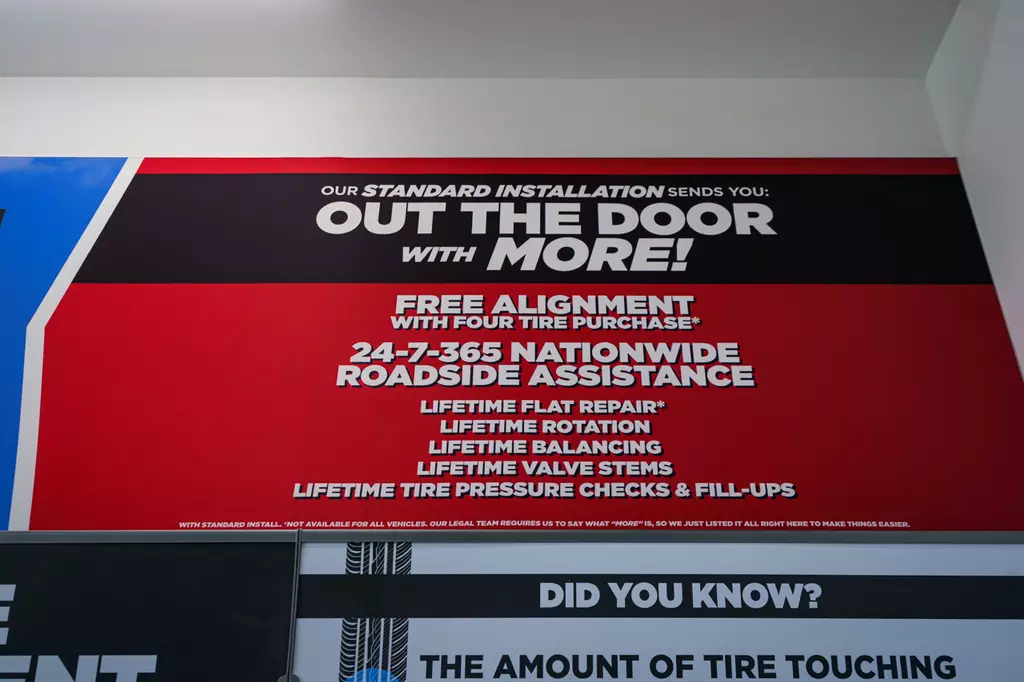 OUR STANDARD INSTALLATION SENDS YOU:
OUT THE DOOR
WITH MORE!
FREE ALIGNMENT
WITH FOUR TIRE PURCHASE*
24-7-365 NATIONWIDE
ROADSIDE ASSISTANCE
LIFETIME FLAT REPAIR*
LIFETIME ROTATION
LIFETIME BALANCING
LIFETIME VALVE STEMS
LIFETIME TIRE PRESSURE CHECKS & FILL-UPS
WITH STANDARD INSTALL. *NOT AVAILABLE FOR ALL VEHICLES. OUR LEGAL TEAM REQUIRES US TO SAY WHAT "MORE" IS, SO WE JUST LISTED IT ALL RIGHT HERE TO MAKE THINGS EASIER.
DID YOU KNOW?
THE AMOUNT OF TIRE TOUCHING